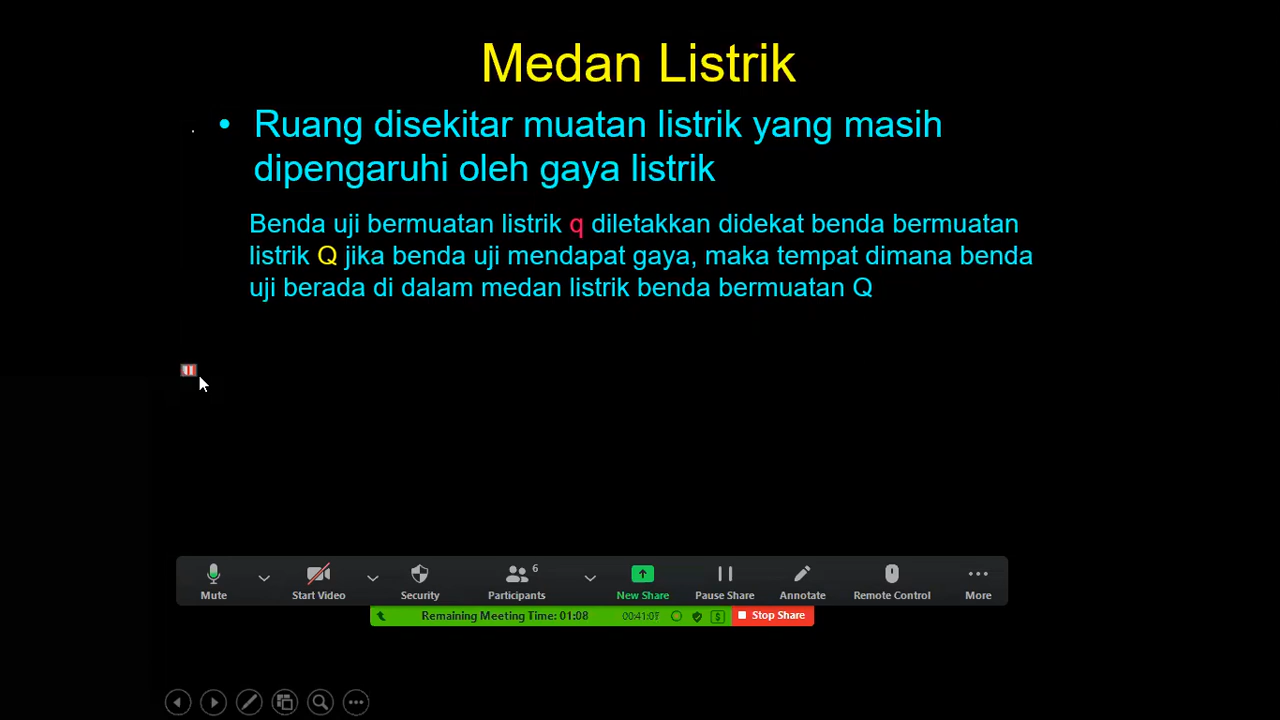 Medan Listrik
• Ruang disekitar muatan listrik yang masih
dipengaruhi oleh gaya listrik
Benda uji bermuatan listrik q diletakkan didekat benda bermuatan
listrik Q jika benda uji mendapat gaya, maka tempat dimana benda
uji berada di dalam medan listrik benda bermuatan Q
6
Mute Start Video Security Participants New Share Pause Share Annotate Remote Control More
Remaining Meeting Time: 01:08 00:41:07 Stop Share